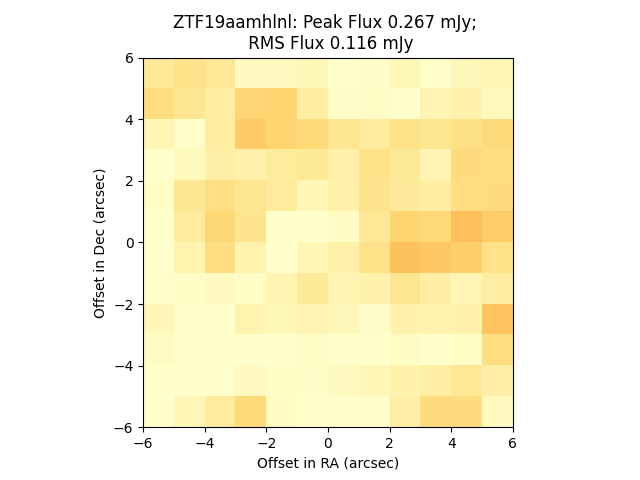 ZTF19aamhlnl: Peak Flux 0.267 mJy;
RMS Flux 0.116 mJy
6
4
2
0
−2
−4
−6
Offset in Dec (arcsec)
−6 −4 −2 0 2 4 6
Offset in RA (arcsec)